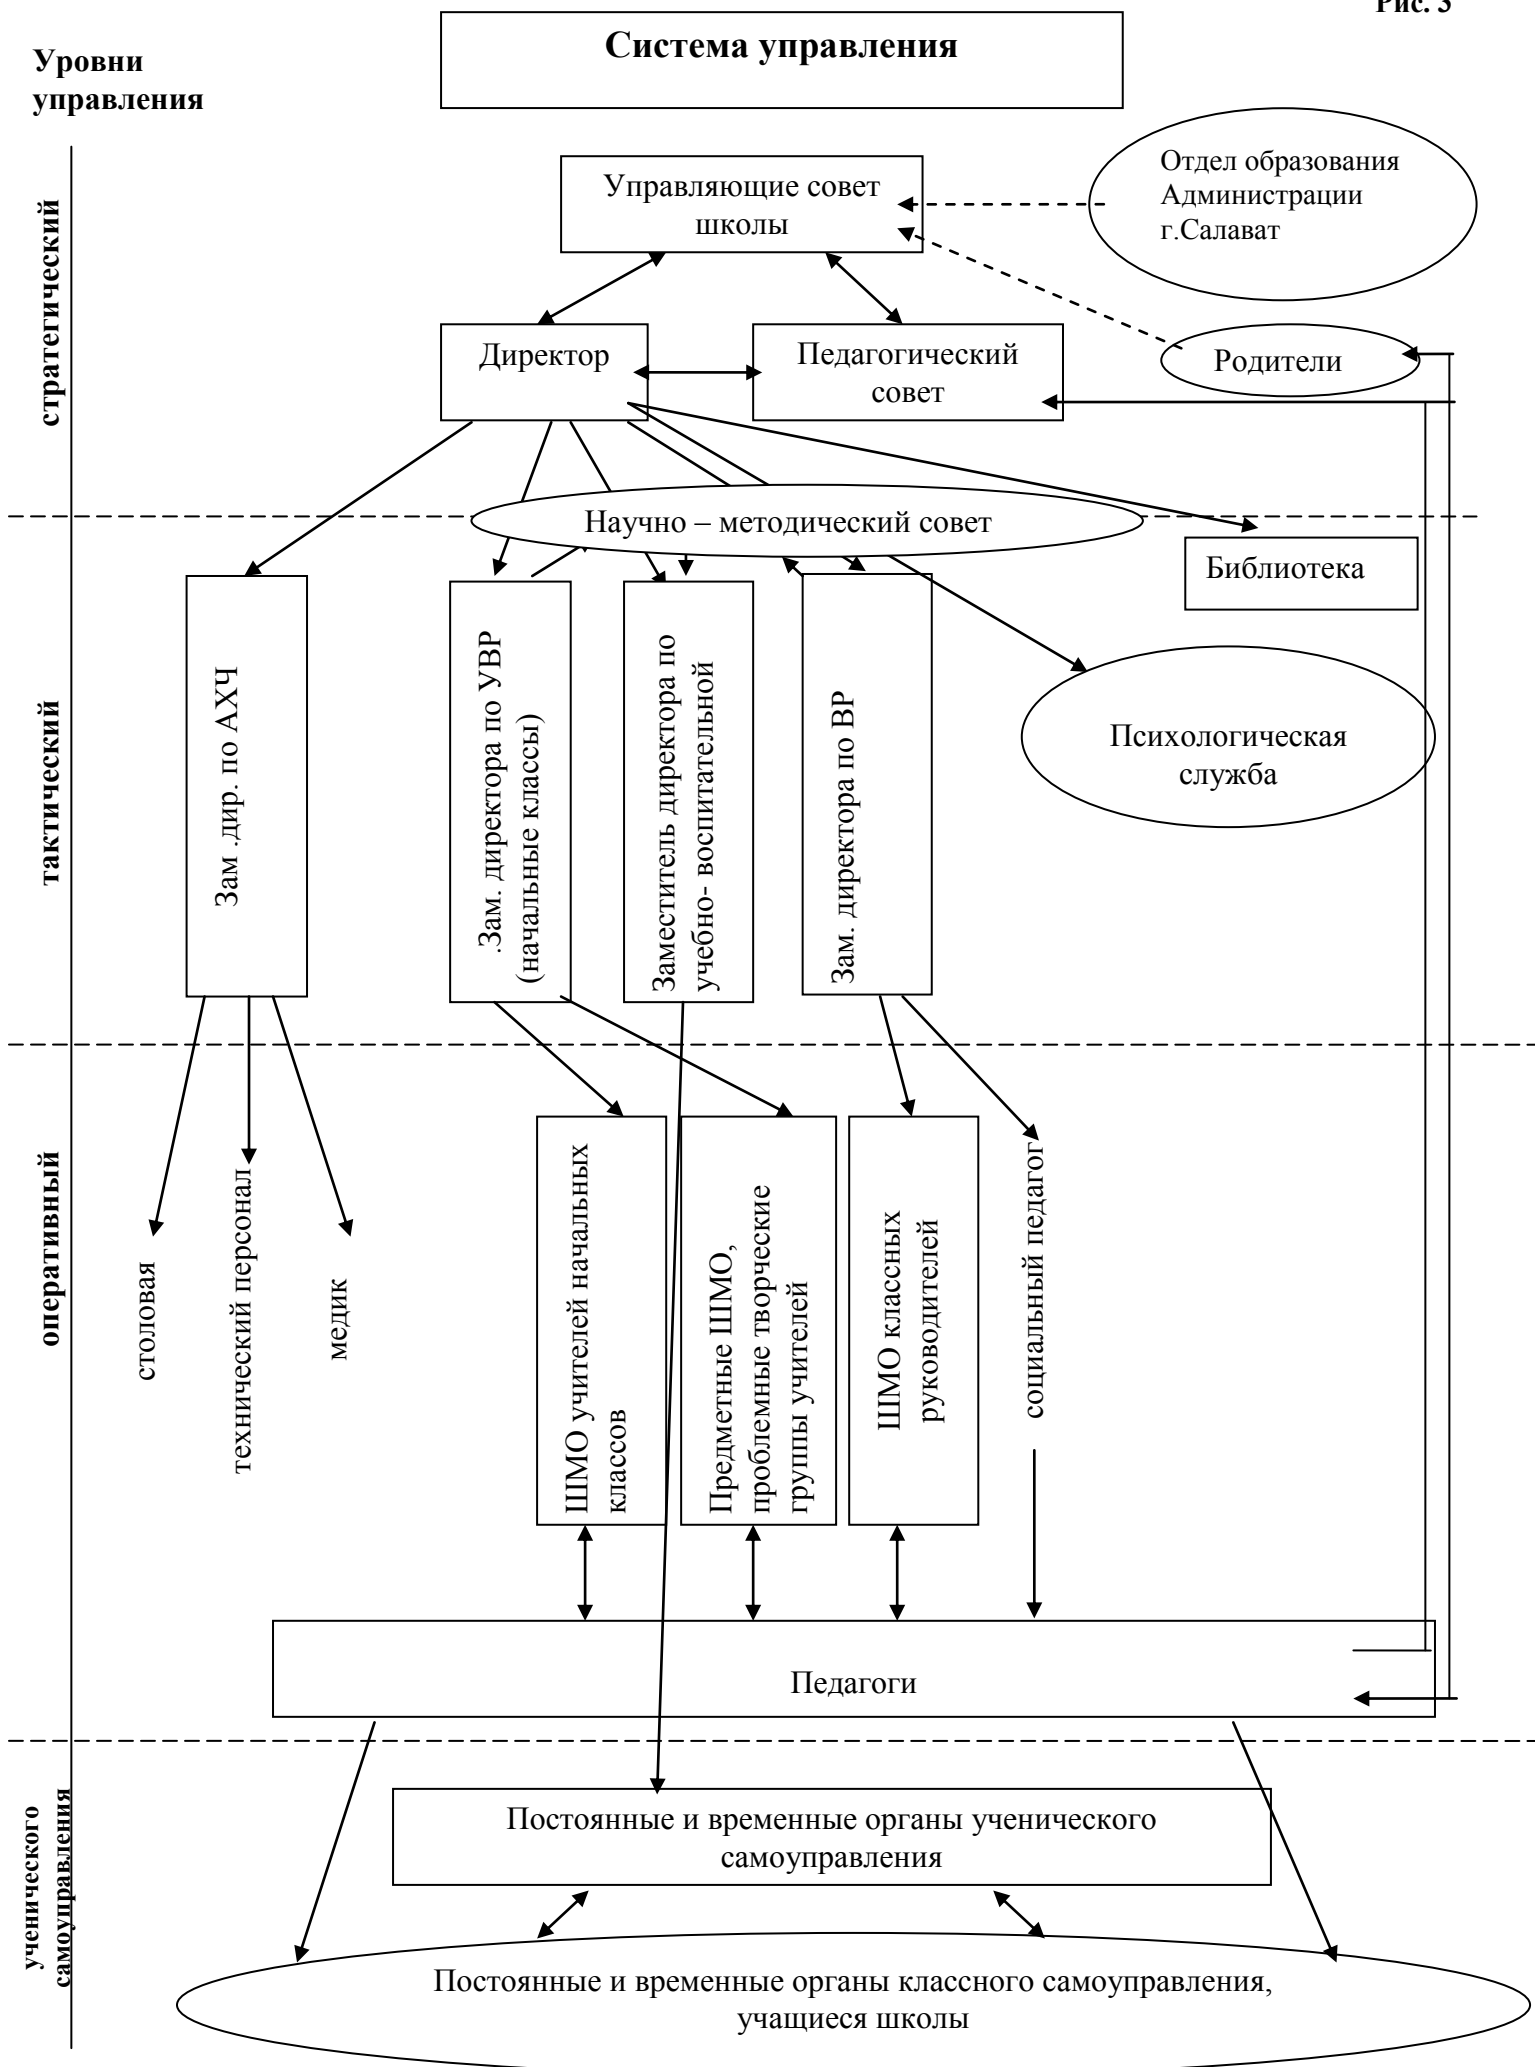 Рис. 3
Система управления
Уровни
управления
Отдел образования
Администрации
г.Салават
Управляющие совет
школы
стратегический
Директор
Педагогический
совет
Родители
Научно – методический совет
Библиотека
тактический
Зам .дир. по АХЧ
.Зам. директора по УВР
(начальные классы)
Заместитель директора по
учебно- воспитательной
Зам. директора по ВР
Психологическая
служба
оперативный
столовая
технический персонал
медик
ШМО учителей начальных
классов
Предметные ШМО,
проблемные творческие
группы учителей
ШМО классных
руководителей
социальный педагог
Педагоги
ученического
самоуправления
Постоянные и временные органы ученического
самоуправления
Постоянные и временные органы классного самоуправления,
учащиеся школы